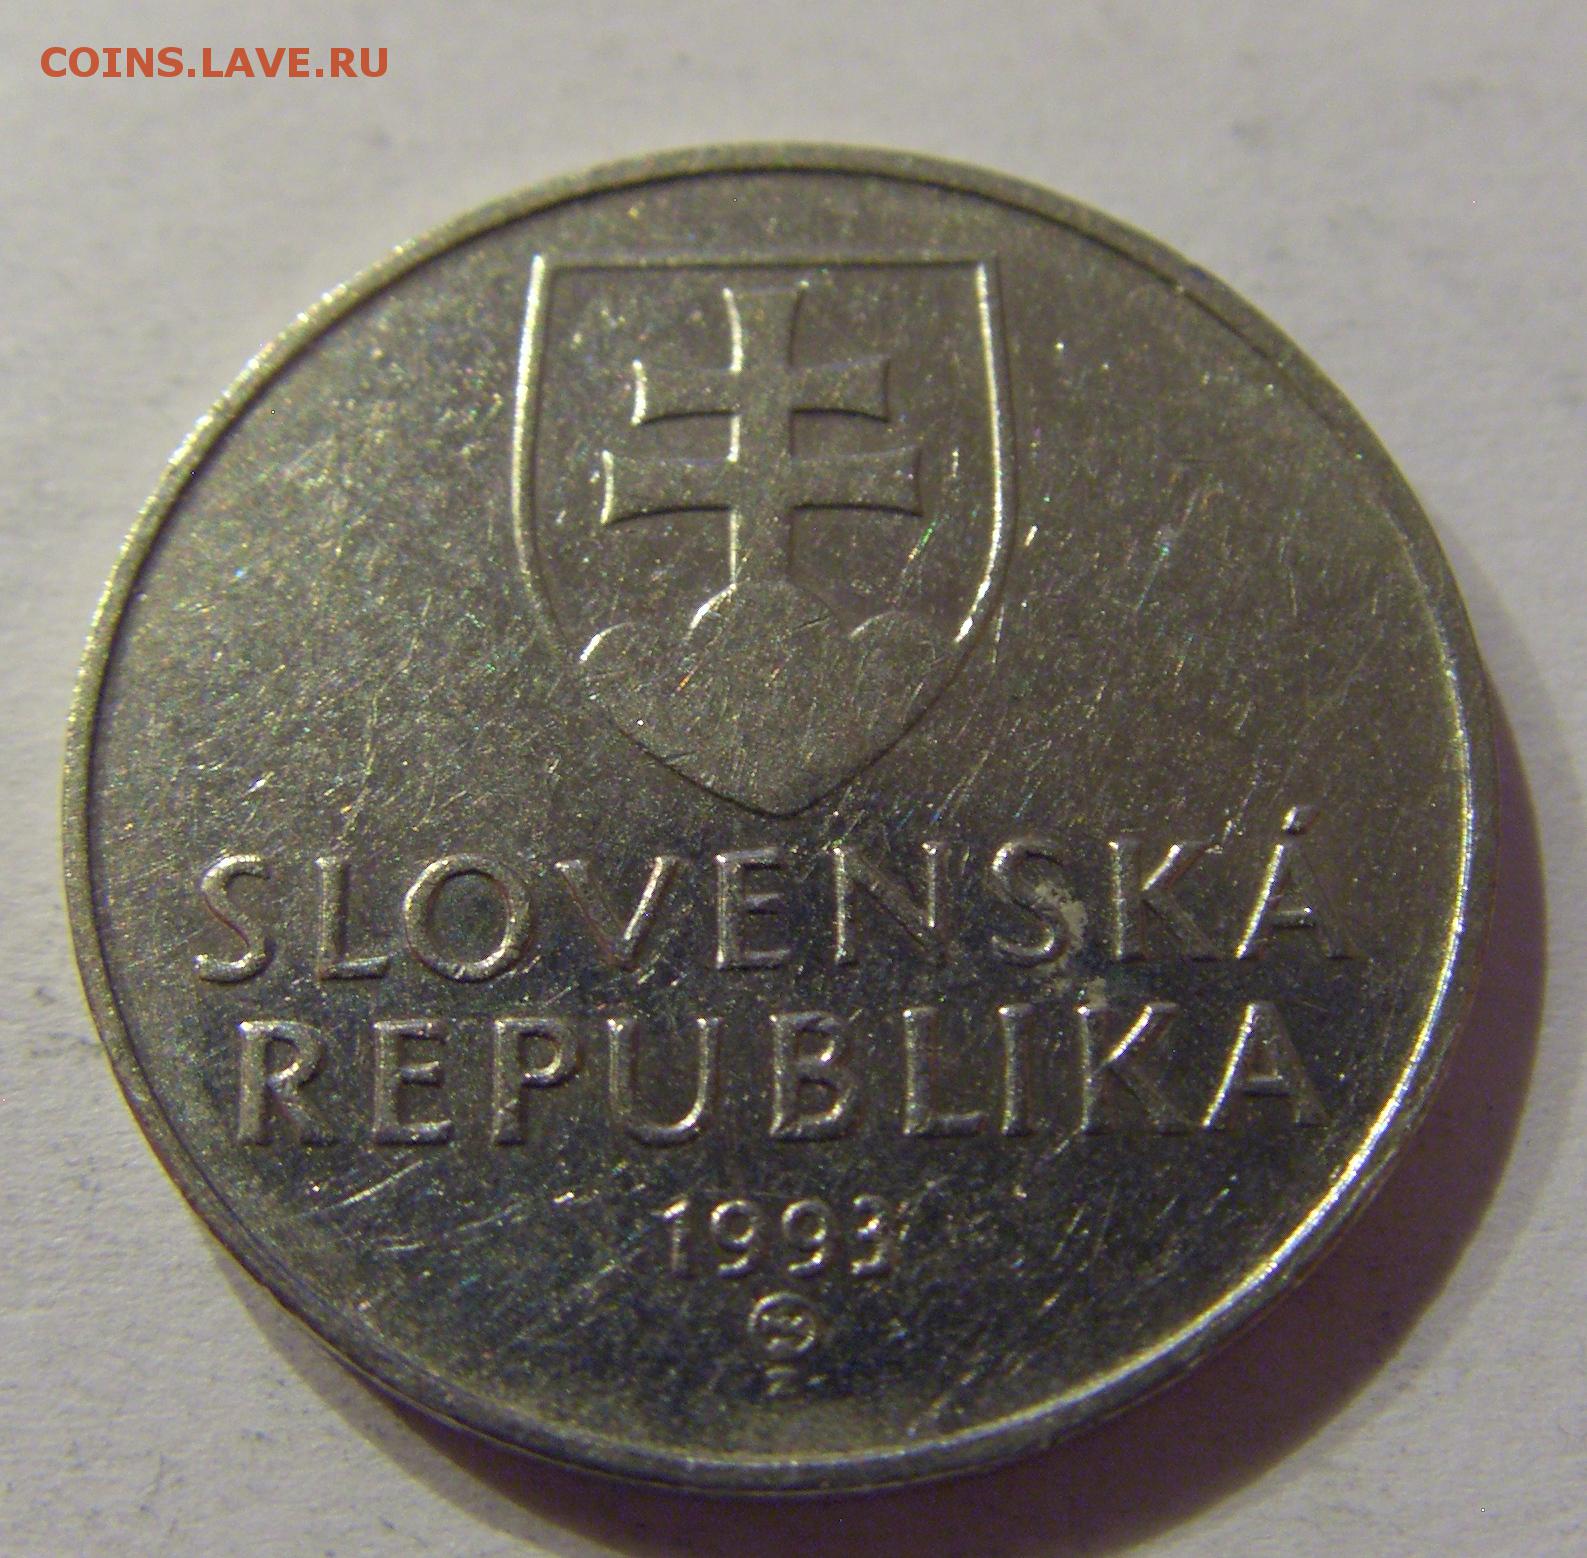 COINS.LAVE.RU
SLOVENSKÁ
REPUBLIKA
1993